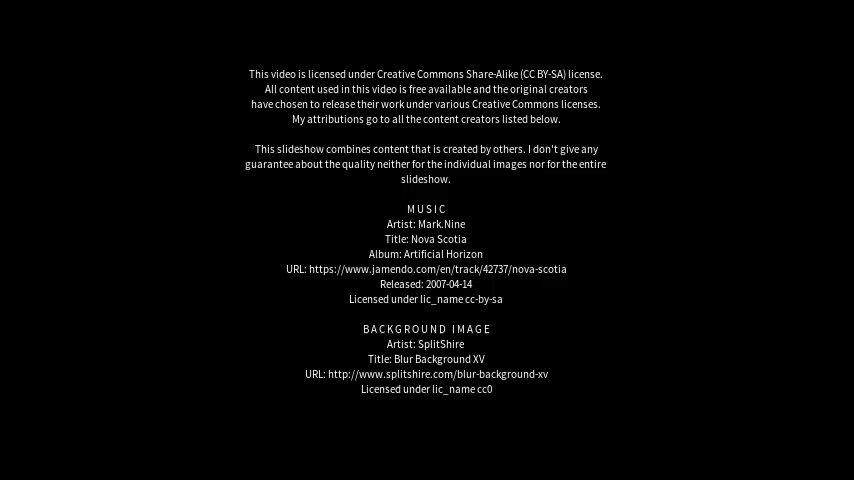 This video is licensed under Creative Commons Share-Alike (CC BY-SA) license.
All content used in this video is free available and the original creators
have chosen to release their work under various Creative Commons licenses.
My attributions go to all the content creators listed below.
This slideshow combines content that is created by others. I don't give any
guarantee about the quality neither for the individual images nor for the entire
slideshow.
MUSIC
Artist: Mark.Nine
Title: Nova Scotia
Album: Artificial Horizon
URL: https://www.jamendo.com/en/track/42737/nova-scotia
Released: 2007-04-14
Licensed under lic_name cc-by-sa
BACKGROUND IMAGE
Artist: SplitShire
Title: Blur Background XV
URL: http://www.splitshire.com/blur-background-xv
Licensed under lic_name cc0